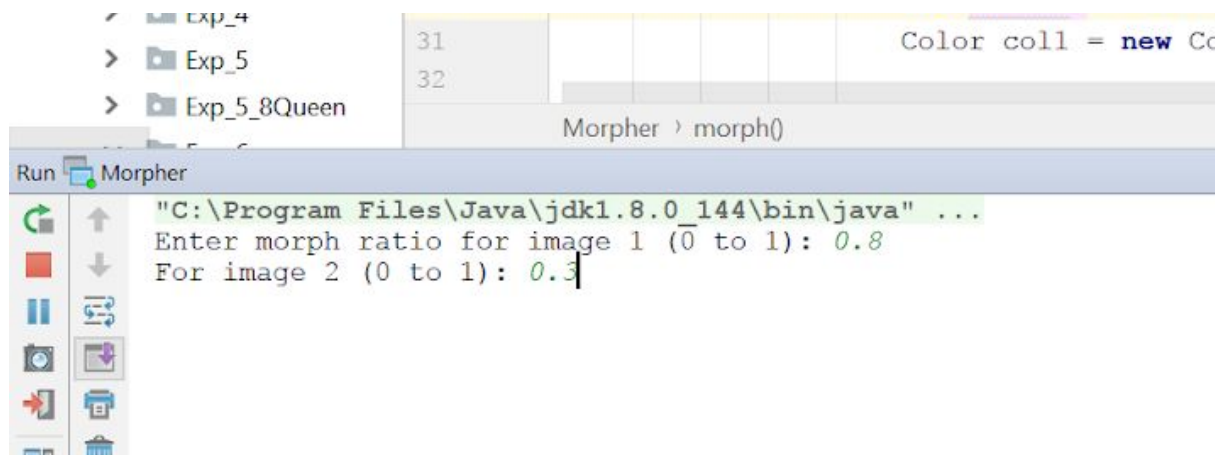 Exp_4
Exp_5
Exp_5_8Queen
31
32
Color col1 = new Co
Morpher › morph()
Run Morpher
"C:\Program Files\Java\jdk1.8.0_144\bin\java" ...
Enter morph ratio for image 1 (0 to 1): 0.8
For image 2 (0 to 1): 0.3